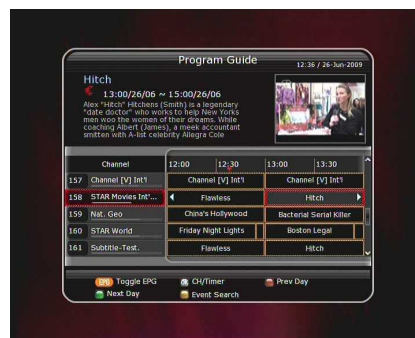 Program Guide
12:36 / 26-Jun-2009
Hitch
13:00/26/06 ~ 15:00/26/06
Alex "Hitch" Hitchens (Smith) is a legendary
"date doctor" who works to help New Yorks
men woo the women of their dreams. While
coaching Albert (James), a meek accountant
smitten with A-list celebrity Allegra Cole
Channel 12:00 12:30 13:00 13:30
157 Channel [V] Int'l Channel [V] Int'l Channel [V] Int'l
158 STAR Movies Int'... Flawless Hitch
159 Nat. Geo China's Hollywood Bacterial Serial Killer
160 STAR World Friday Night Lights Boston Legal
161 Subtitle-Test. Flawless Hitch
EPG Toggle EPG CH/Timer Prev Day
Next Day Event Search